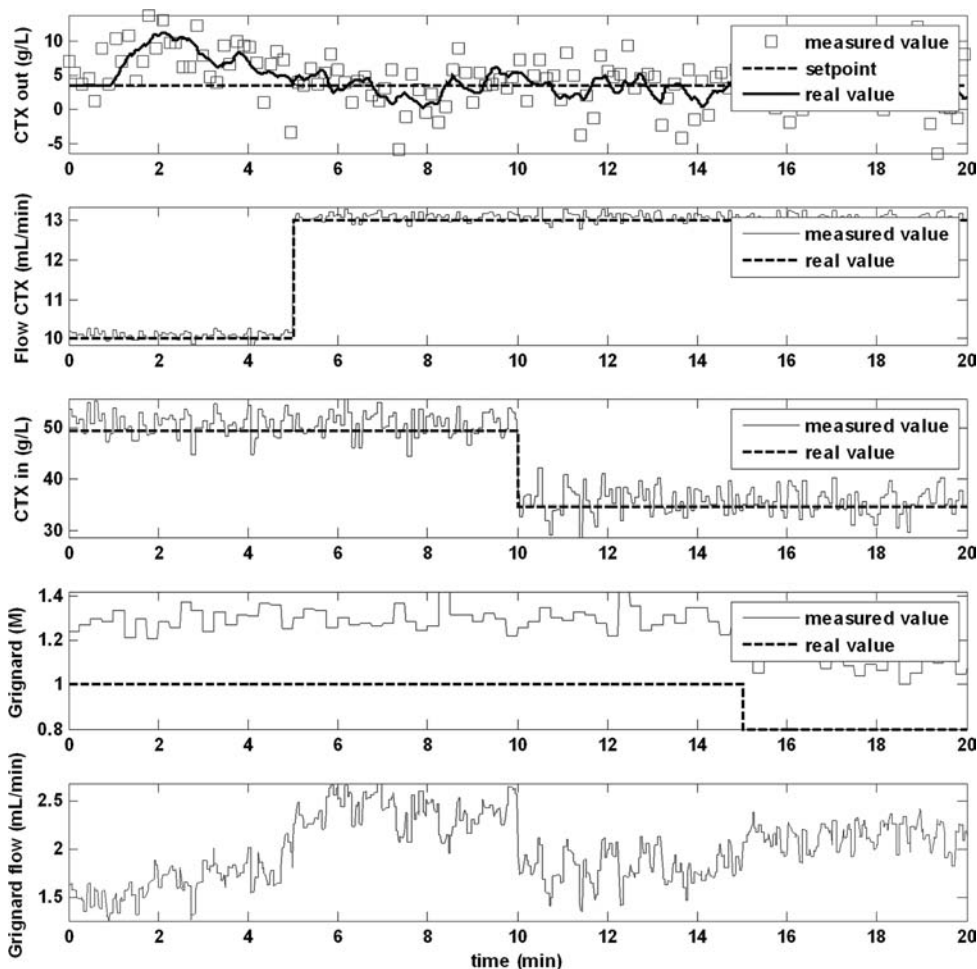 CTX out (g/L)
10
5
0
-5
measured value
setpoint
real value
0 2 4 6 8 10 12 14 16 18 20
Flow CTX (mL/min)
13
12
11
10
measured value
real value
0 2 4 6 8 10 12 14 16 18 20
CTX in (g/L)
50
40
30
measured value
real value
0 2 4 6 8 10 12 14 16 18 20
Grignard (M)
1.4
1.2
1
0.8
measured value
real value
0 2 4 6 8 10 12 14 16 18 20
Grignard flow (mL/min)
2.5
2
1.5
0 2 4 6 8 10 12 14 16 18 20
time (min)